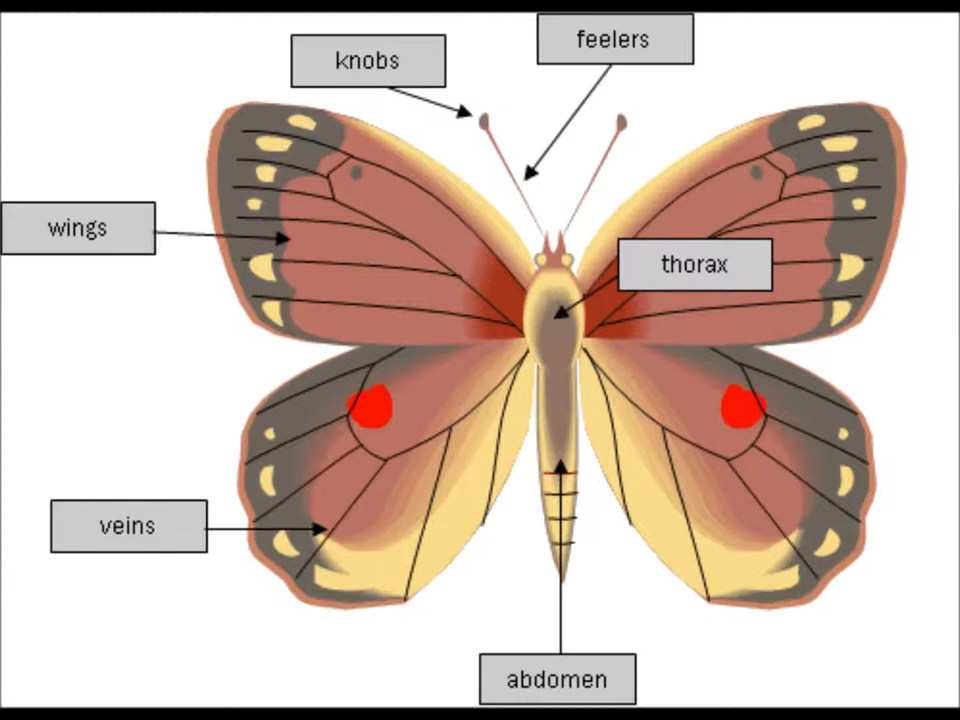 feelers
knobs
wings
thorax
veins
abdomen